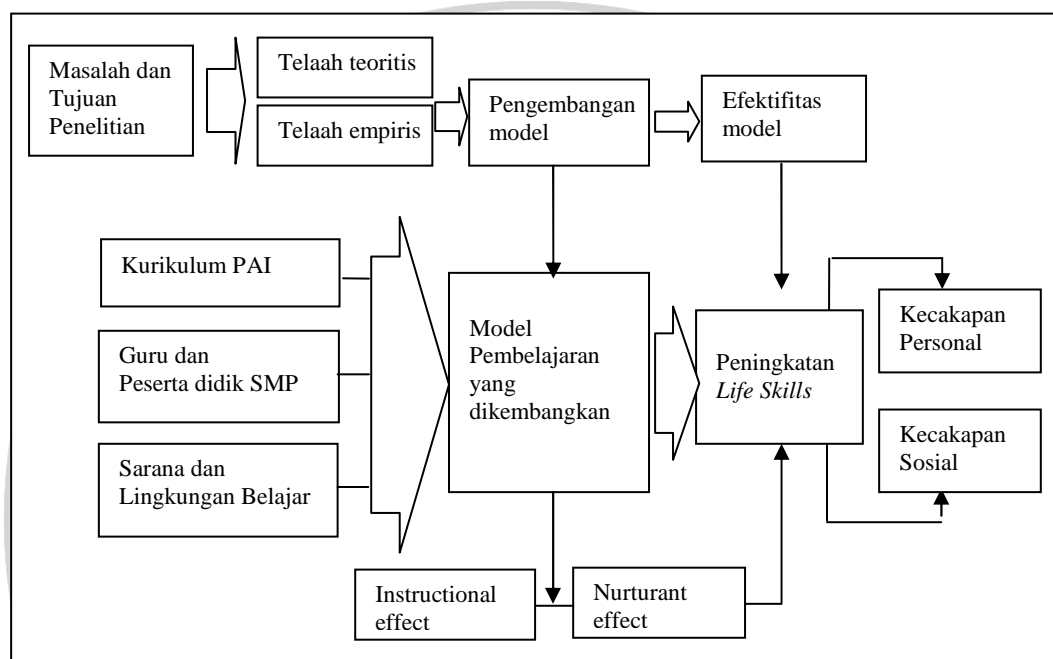 Masalah dan
Tujuan
Penelitian
Telaah teoritis
Telaah empiris
Pengembangan
model
Efektifitas
model
Kurikulum PAI
Guru dan
Peserta didik SMP
Sarana dan
Lingkungan Belajar
Model
Pembelajaran
yang
dikembangkan
Peningkatan
Life Skills
Kecakapan
Personal
Kecakapan
Sosial
Instructional
effect
Nurturant
effect